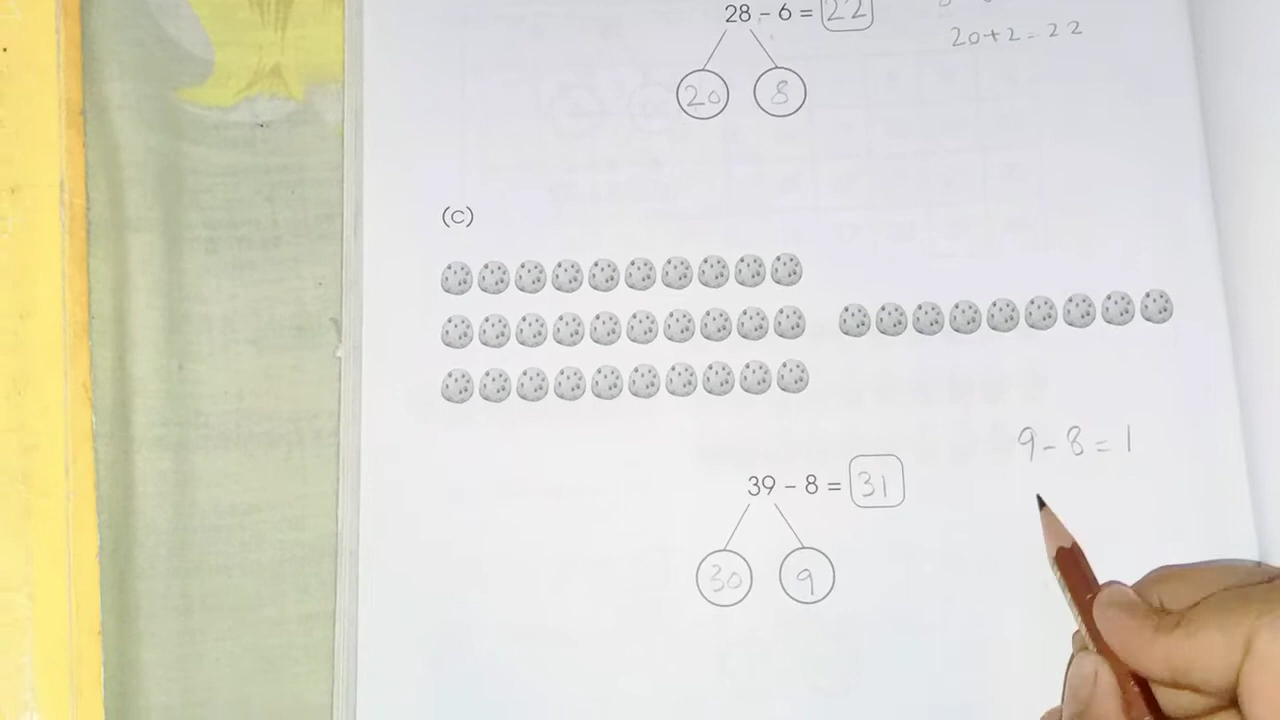 28 - 6 = 22
20 + 2 = 22
20 8
(c)
9 - 8 = 1
39 - 8 = 31
30 9